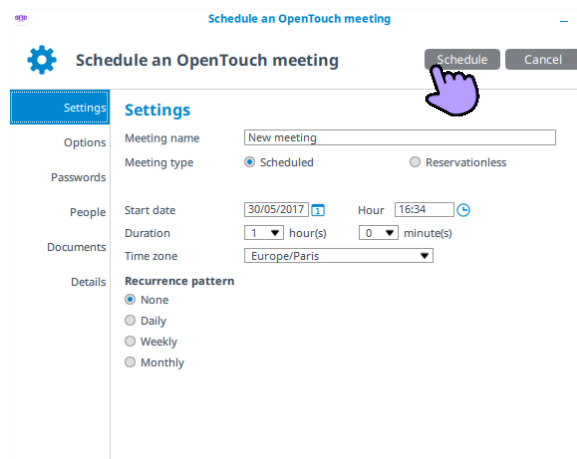 Schedule an OpenTouch meeting
Schedule an OpenTouch meeting
Schedule Cancel
Settings
Options
Passwords
People
Documents
Details
Settings
Meeting name New meeting
Meeting type Scheduled Reservationless
Start date 30/05/2017 1 Hour 16:34
Duration 1 hour(s) 0 minute(s)
Time zone Europe/Paris
Recurrence pattern
None
Daily
Weekly
Monthly